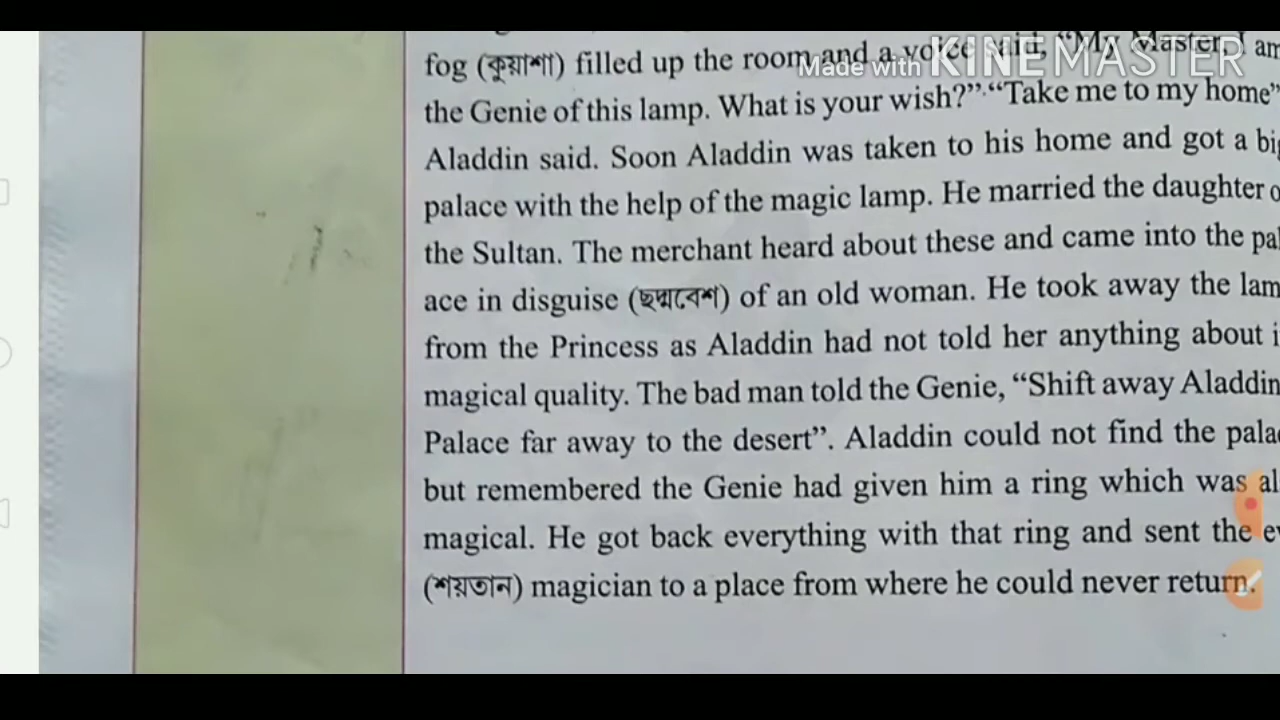 fog (কুয়াশা) filled up the room and a voice said, “My Master, I am
Made with KINEMASTER
the Genie of this lamp. What is your wish?” “Take me to my home”
Aladdin said. Soon Aladdin was taken to his home and got a big
palace with the help of the magic lamp. He married the daughter o
the Sultan. The merchant heard about these and came into the pal
ace in disguise (ছদ্মবেশ) of an old woman. He took away the lam
from the Princess as Aladdin had not told her anything about i
magical quality. The bad man told the Genie, “Shift away Aladdin
Palace far away to the desert”. Aladdin could not find the pala
but remembered the Genie had given him a ring which was al
magical. He got back everything with that ring and sent the ev
(শয়তান) magician to a place from where he could never return.